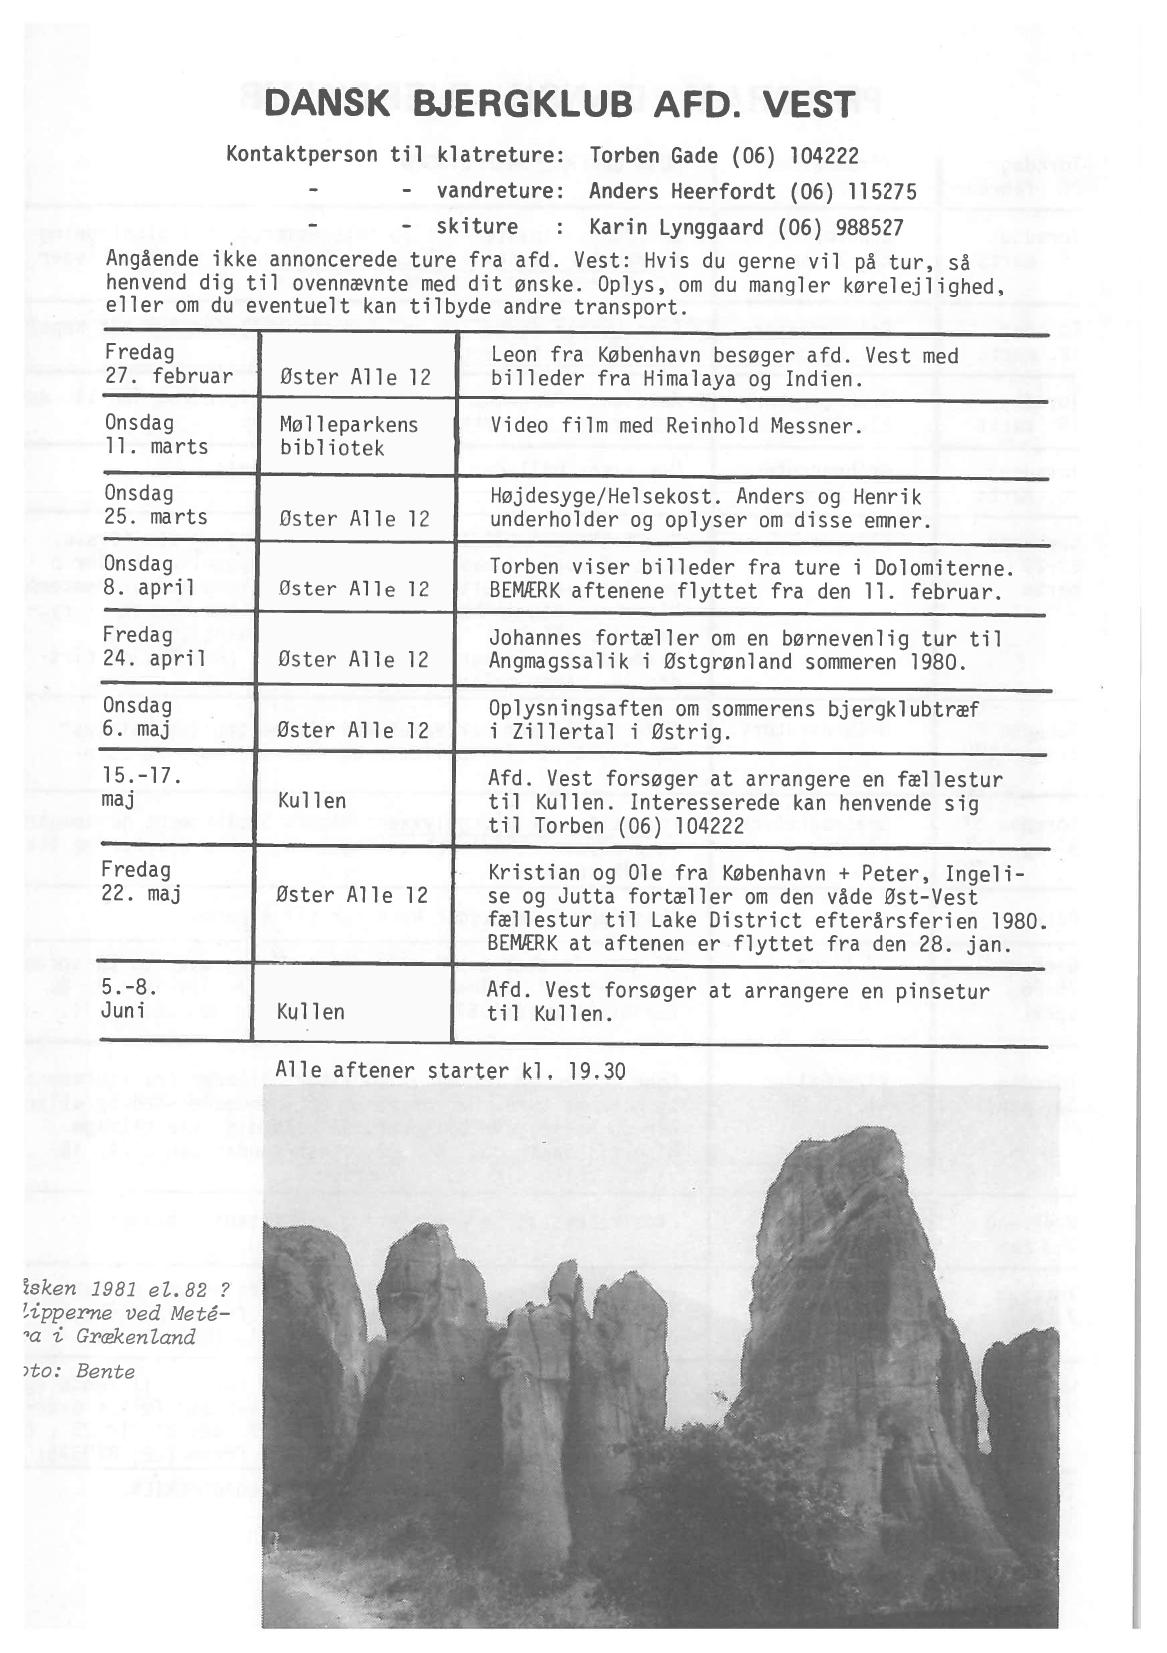 DANSK BJERGKLUB AFD. VEST
Kontaktperson til klatreture: Torben Gade (06) 104222
- - vandreture: Anders Heerfordt (06) 115275
- - skiture : Karin Lynggaard (06) 988527
Angående ikke annoncerede ture fra afd. Vest: Hvis du gerne vil på tur, så
henvend dig til ovennævnte med dit ønske. Oplys, om du mangler kørelejlighed,
eller om du eventuelt kan tilbyde andre transport.
Fredag
27. februar
Øster Alle 12
Leon fra København besøger afd. Vest med
billeder fra Himalaya og Indien.
Onsdag
11. marts
Mølleparkens
bibliotek
Video film med Reinhold Messner.
Onsdag
25. marts
Øster Alle 12
Højdesyge/Helsekost. Anders og Henrik
underholder og oplyser om disse emner.
Onsdag
8. april
Øster Alle 12
Torben viser billeder fra ture i Dolomiterne.
BEMÆRK aftenene flyttet fra den 11. februar.
Fredag
24. april
Øster Alle 12
Johannes fortæller om en børnevenlig tur til
Angmagssalik i Østgrønland sommeren 1980.
Onsdag
6. maj
Øster Alle 12
Oplysningsaften om sommerens bjergklubtræf
i Zillertal i Østrig.
15.-17.
maj
Kullen
Afd. Vest forsøger at arrangere en fællestur
til Kullen. Interesserede kan henvende sig
til Torben (06) 104222
Fredag
22. maj
Øster Alle 12
Kristian og Ole fra København + Peter, Ingeli-
se og Jutta fortæller om den våde Øst-Vest
fællestur til Lake District efterårsferien 1980.
BEMÆRK at aftenen er flyttet fra den 28. jan.
5.-8.
Juni
Kullen
Afd. Vest forsøger at arrangere en pinsetur
til Kullen.
Alle aftener starter kl. 19.30
1981 el.82 ?
ved Meté-
i Grækenland
Bente